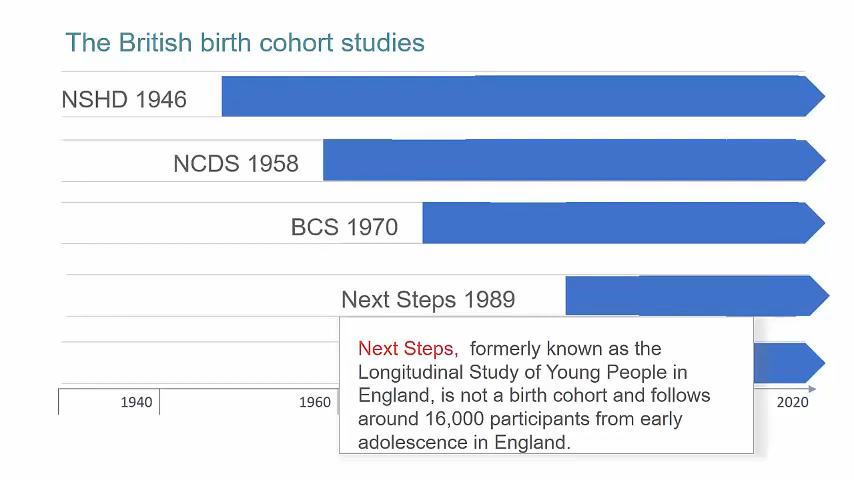 The British birth cohort studies
NSHD 1946
NCDS 1958
BCS 1970
Next Steps 1989
Next Steps, formerly known as the
Longitudinal Study of Young People in
England, is not a birth cohort and follows
around 16,000 participants from early
adolescence in England.
1940
1960
2020